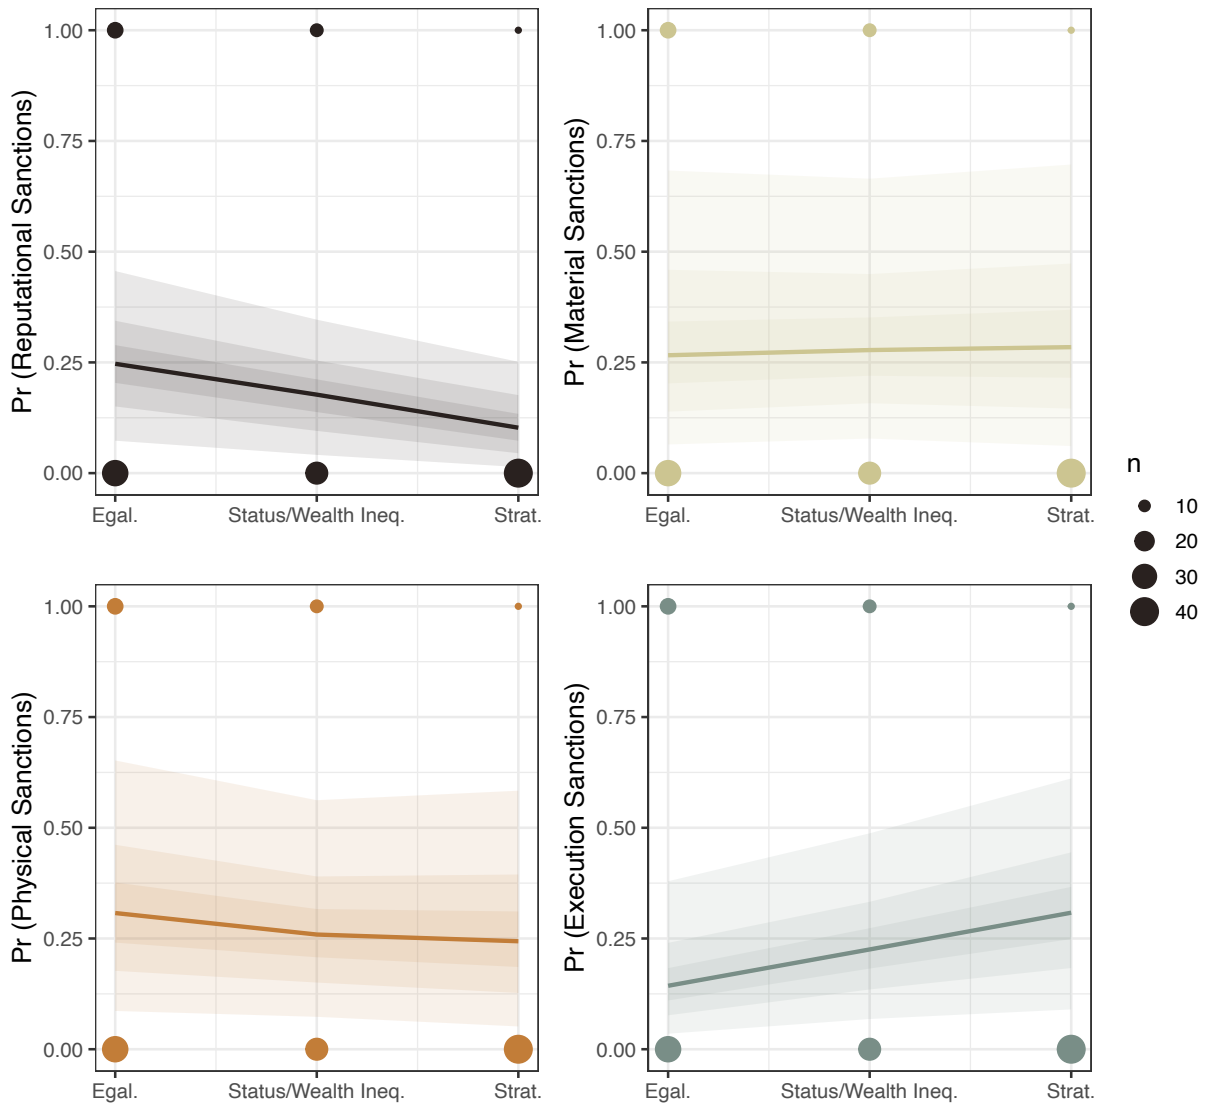 Pr (Reputational Sanctions)
1.00
0.75
0.50
0.25
0.00
Egal. Status/Wealth Ineq. Strat.
Pr (Material Sanctions)
1.00
0.75
0.50
0.25
0.00
Egal. Status/Wealth Ineq. Strat.
Pr (Physical Sanctions)
1.00
0.75
0.50
0.25
0.00
Egal. Status/Wealth Ineq. Strat.
Pr (Execution Sanctions)
1.00
0.75
0.50
0.25
0.00
Egal. Status/Wealth Ineq. Strat.
n
10
20
30
40